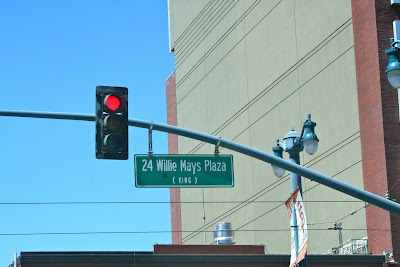 24 Willie Mays Plaza
( KING )